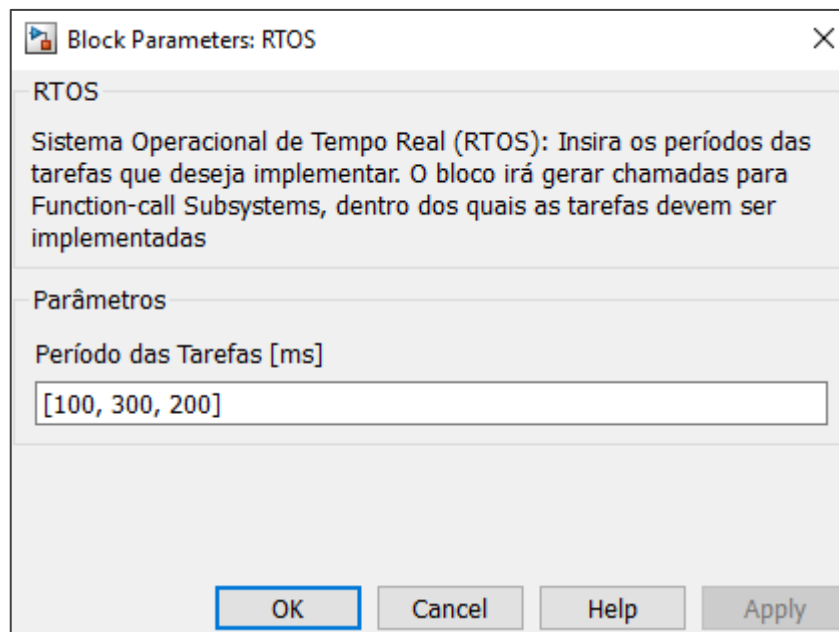 Block Parameters: RTOS
RTOS
Sistema Operacional de Tempo Real (RTOS): Insira os períodos das
tarefas que deseja implementar. O bloco irá gerar chamadas para
Function-call Subsystems, dentro dos quais as tarefas devem ser
implementadas
Parâmetros
Período das Tarefas [ms]
[100, 300, 200]
OK Cancel Help Apply